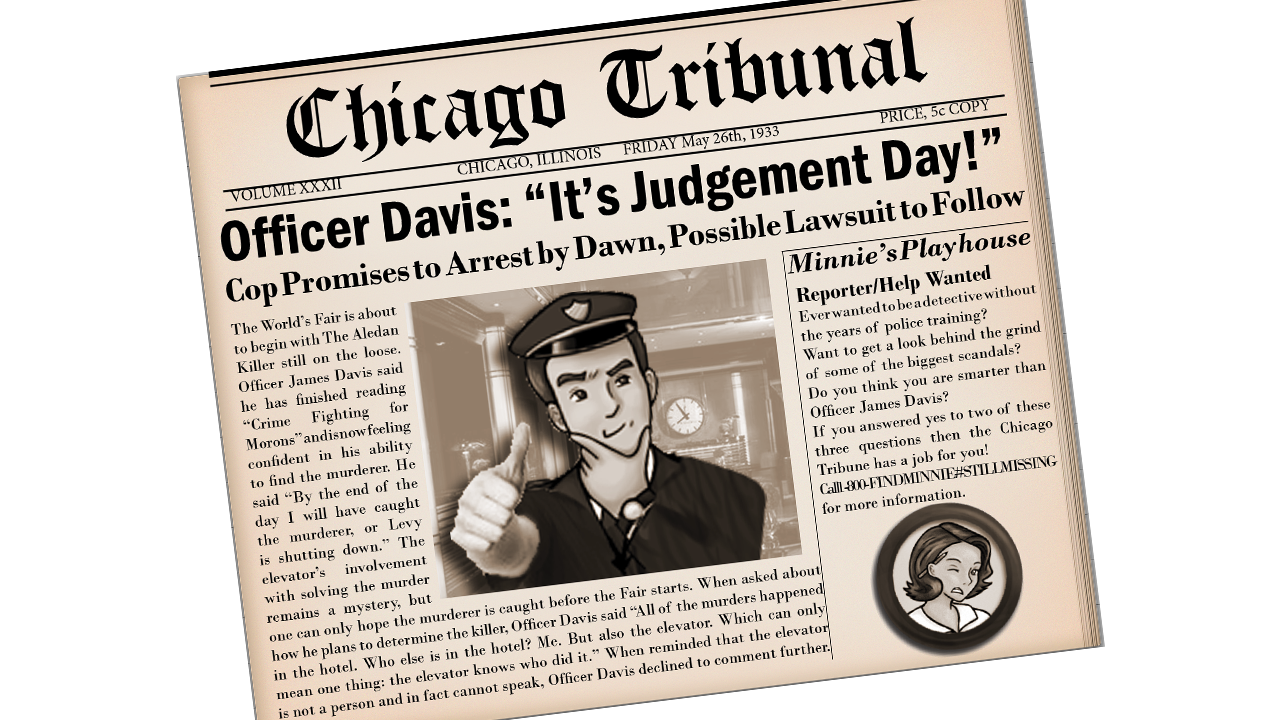 Chicago Tribunal
VOLUME XXXII
CHICAGO, ILLINOIS
FRIDAY May 26th, 1933
PRICE, 5c COPY
Officer Davis: “It’s Judgement Day!”
Cop Promises to Arrest by Dawn, Possible Lawsuit to Follow
The World’s Fair is about
to begin with The Aledan
Killer still on the loose.
Officer James Davis said
he has finished reading
“Crime Fighting for
Morons” and is now feeling
confident in his ability
to find the murderer. He
said “By the end of the
day I will have caught
the murderer, or Levy
is shutting down.” The
elevator’s involvement
with solving the murder
remains a mystery, but
one can only hope the murderer is caught before the Fair starts. When asked about
how he plans to determine the killer, Officer Davis said “All of the murders happened
in the hotel. Who else is in the hotel? Me. But also the elevator. Which can only
mean one thing: the elevator knows who did it.” When reminded that the elevator
is not a person and in fact cannot speak, Officer Davis declined to comment further.
Minnie’s Playhouse
Reporter/Help Wanted
Ever wanted to be a detective without
the years of police training?
Want to get a look behind the grind
of some of the biggest scandals?
Do you think you are smarter than
Officer James Davis?
If you answered yes to two of these
three questions then the Chicago
Tribune has a job for you!
Call 1-800-FINDMINNIE#STILLMISSING
for more information.